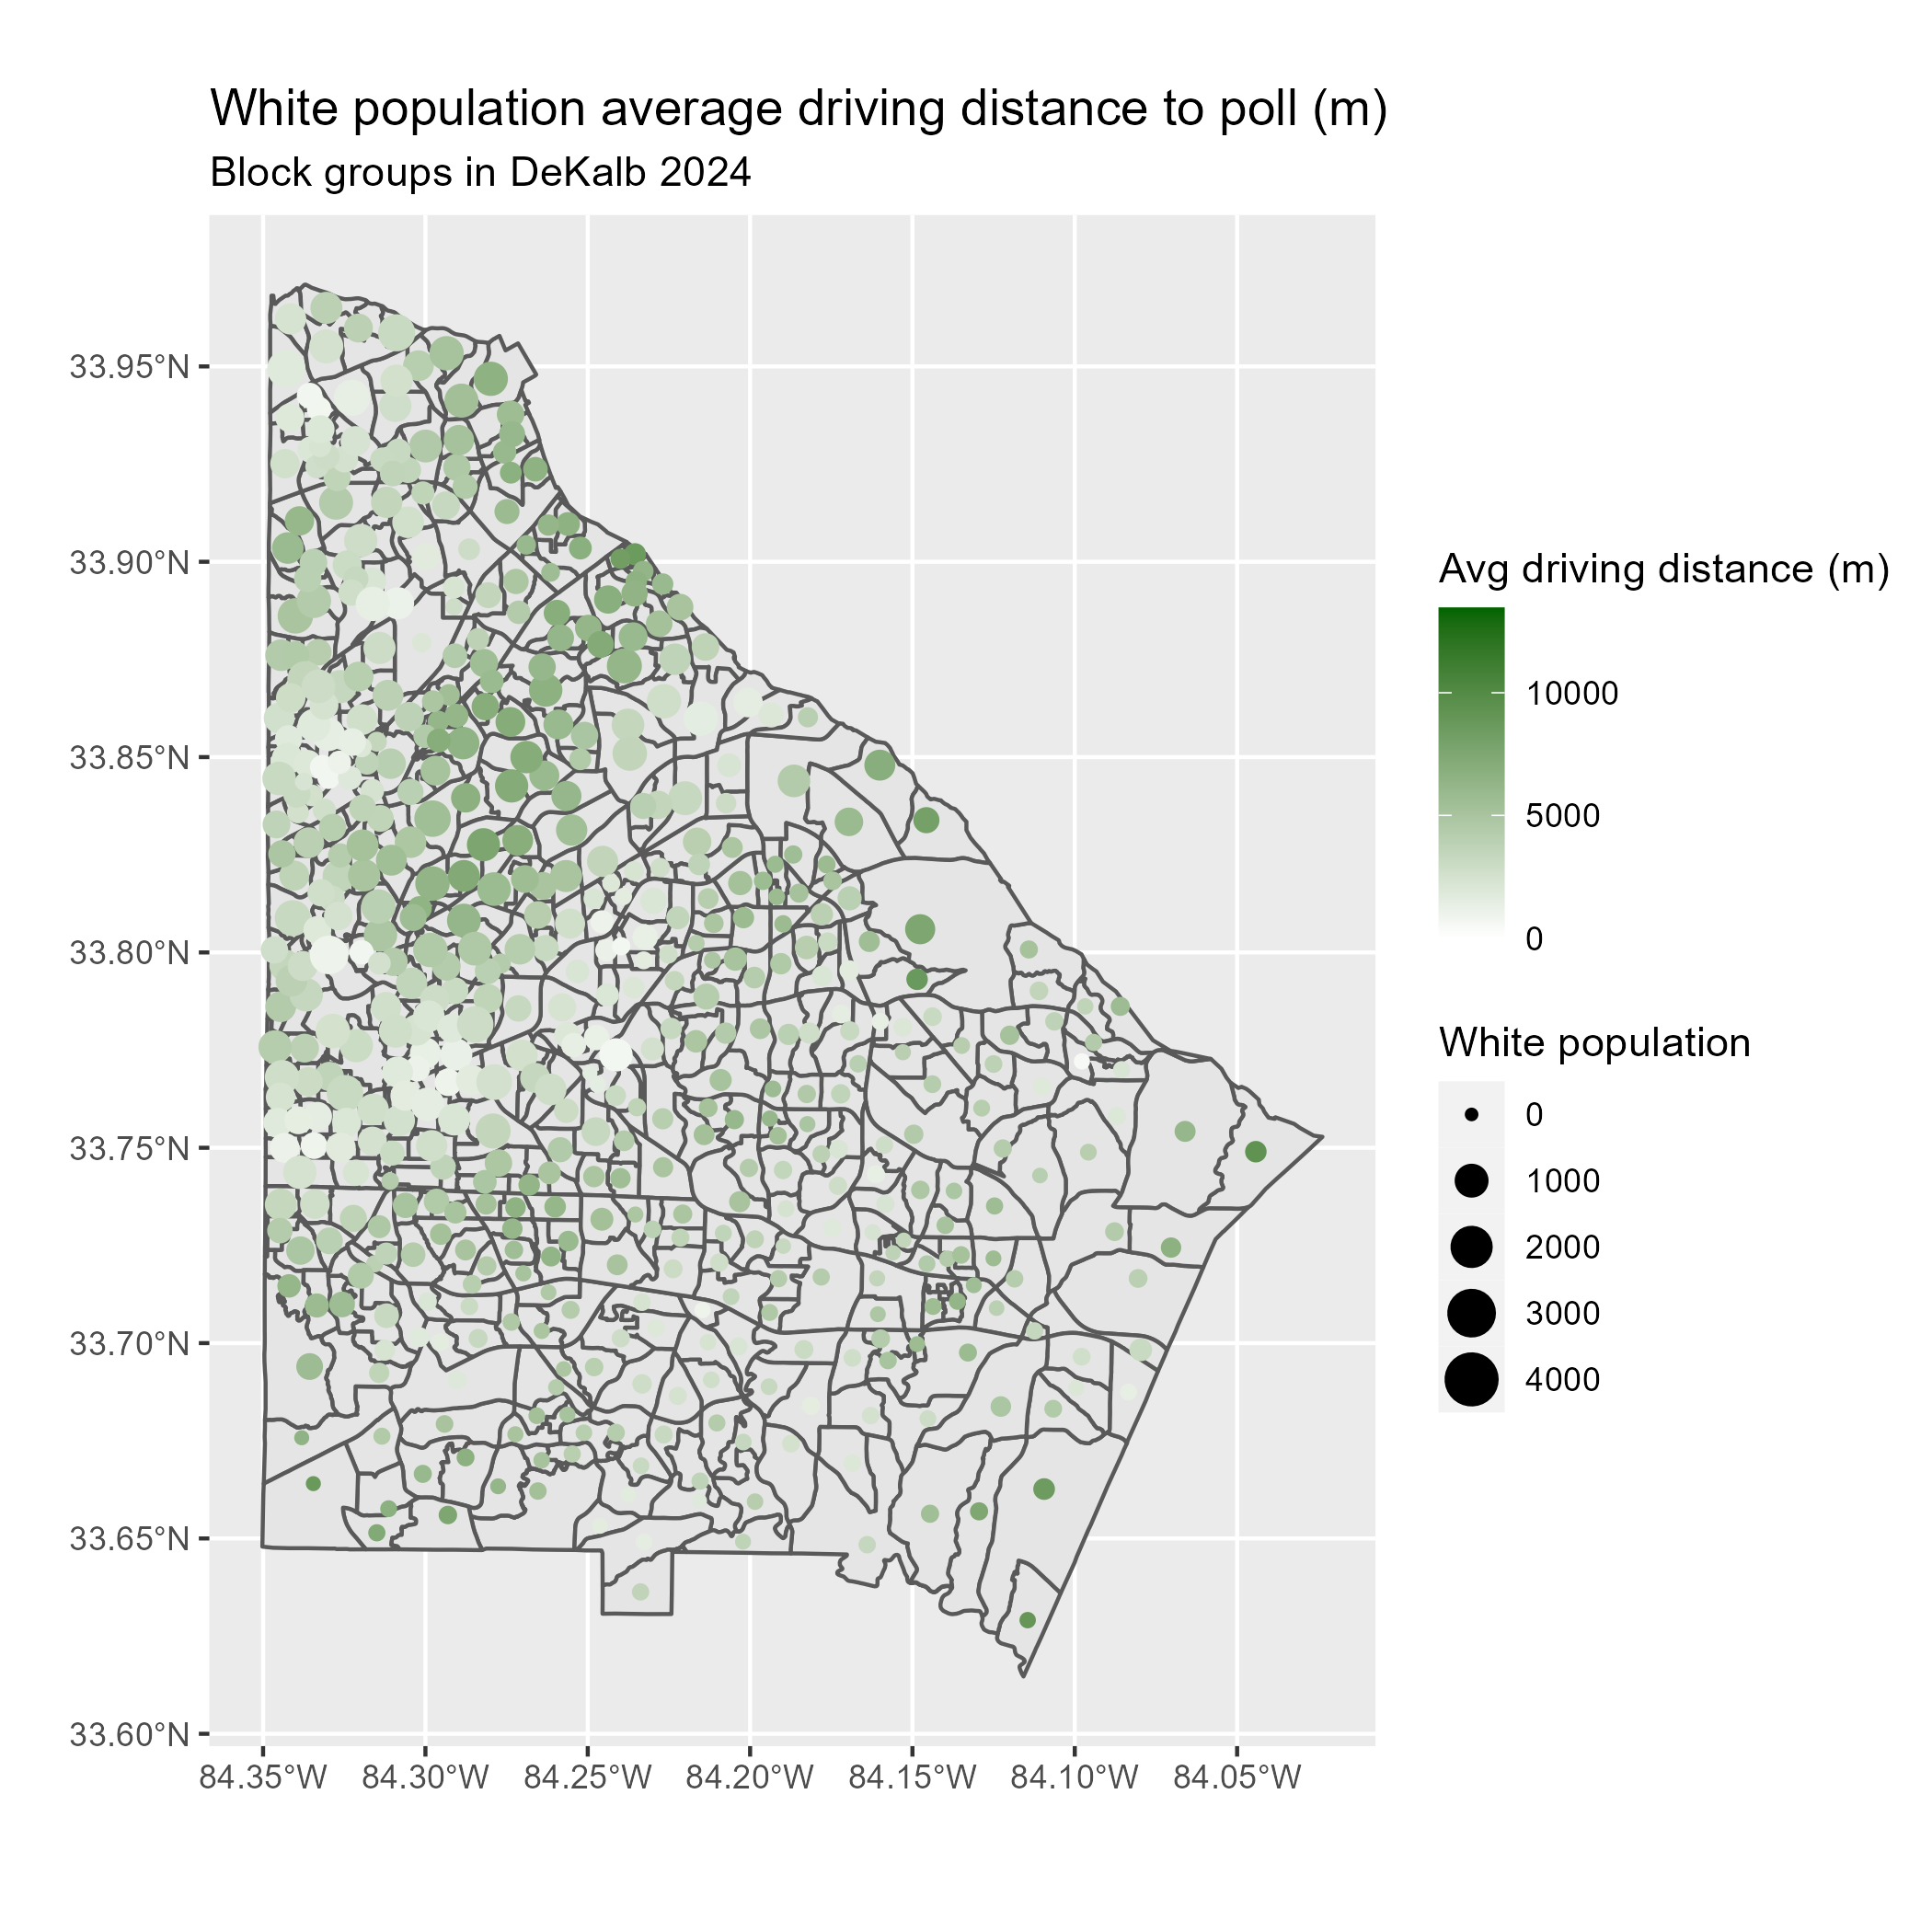 White population average driving distance to poll (m)
Block groups in DeKalb 2024
33.95°N
33.90°N
33.85°N
33.80°N
33.75°N
33.70°N
33.65°N
33.60°N
84.35°W
84.30°W
84.25°W
84.20°W
84.15°W
84.10°W
84.05°W
Avg driving distance (m)
10000
5000
0
White population
0
1000
2000
3000
4000